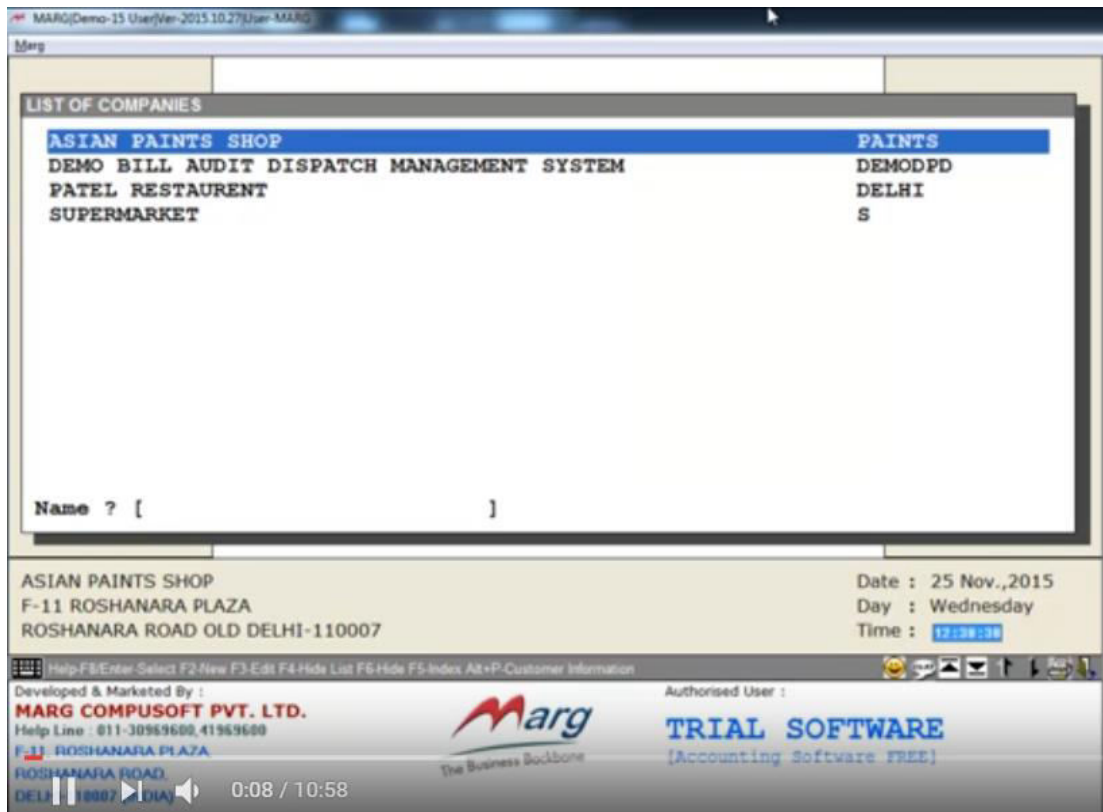 MARG(Demo-15 User)Ver-2015.10.27)User-MARG
Marg
LIST OF COMPANIES
ASIAN PAINTS SHOP PAINTS
DEMO BILL AUDIT DISPATCH MANAGEMENT SYSTEM DEMODPD
PATEL RESTAURENT DELHI
SUPERMARKET S
Name ? [ ]
ASIAN PAINTS SHOP
F-11 ROSHANARA PLAZA
ROSHANARA ROAD OLD DELHI-110007
Date : 25 Nov.,2015
Day : Wednesday
Time : 12:38:38
Help-F8/Enter-Select F2-New F3-Edit F4-Hide List F6-Hide F5-Index Alt+P-Customer Information
Developed & Marketed By :
MARG COMPUSOFT PVT. LTD.
Help Line : 011-30969600,41969600
F-11, ROSHANARA PLAZA
ROSHANARA ROAD,
Marg
The Business Backbone
Authorised User :
TRIAL SOFTWARE
[Accounting Software FREE]
0:08 / 10:58